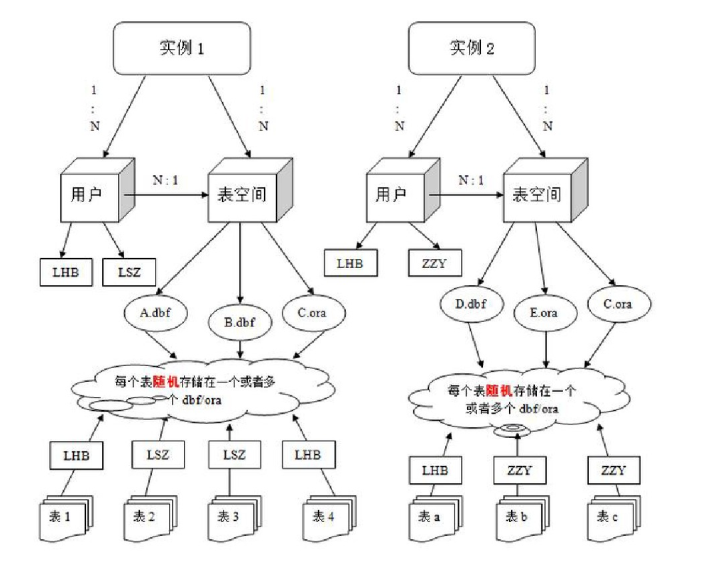 实例 1
实例 2
1
:
N
1
:
N
1
:
N
1
:
N
用户
N : 1
表空间
用户
N : 1
表空间
LHB
LSZ
LHB
ZZY
A.dbf
B.dbf
C.ora
D.dbf
E.ora
C.ora
每个表随机存储在一个或者多
个 dbf/ora
每个表随机存储在一个
或者多个 dbf/ora
LHB
LSZ
LSZ
LHB
LHB
ZZY
ZZY
表 1
表 2
表 3
表 4
表 a
表 b
表 c